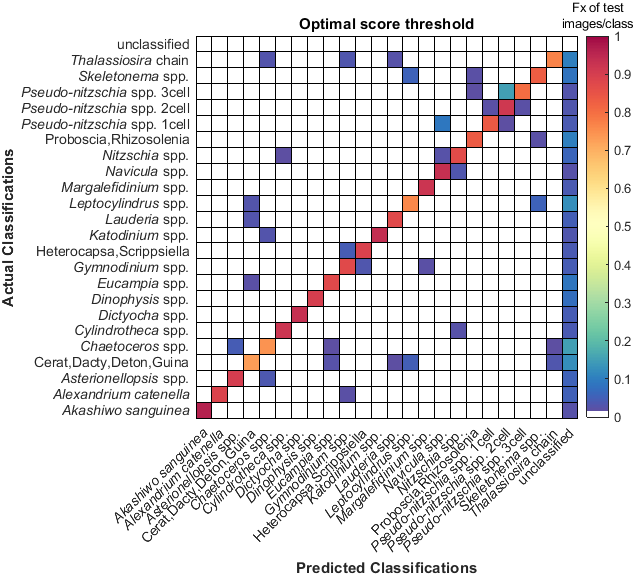 Optimal score threshold
Fx of test
images/class
unclassified
Thalassiosira chain
Skeletonema spp.
Pseudo-nitzschia spp. 3cell
Pseudo-nitzschia spp. 2cell
Pseudo-nitzschia spp. 1cell
Proboscia,Rhizosolenia
Nitzschia spp.
Navicula spp.
Margalefidinium spp.
Leptocylindrus spp.
Lauderia spp.
Katodinium spp.
Heterocapsa,Scrippsiella
Gymnodinium spp.
Eucampia spp.
Dinophysis spp.
Dictyocha spp.
Cylindrotheca spp.
Chaetoceros spp.
Cerat,Dacty,Deton,Guina
Asterionellopsis spp.
Alexandrium catenella
Akashiwo sanguinea
Actual Classifications
1
0.9
0.8
0.7
0.6
0.5
0.4
0.3
0.2
0.1
0
Akashiwo sanguinea
Alexandrium catenella
Asterionellopsis spp.
Cerat,Dacty,Deton,Guina
Chaetoceros spp.
Cylindrotheca spp.
Dictyocha spp.
Dinophysis spp.
Eucampia spp.
Gymnodinium spp.
Heterocapsa,Scrippsiella
Katodinium spp.
Lauderia spp.
Leptocylindrus spp.
Margalefidinium spp.
Navicula spp.
Nitzschia spp.
Proboscia,Rhizosolenia
Pseudo-nitzschia spp. 1cell
Pseudo-nitzschia spp. 2cell
Pseudo-nitzschia spp. 3cell
Skeletonema spp.
Thalassiosira chain
unclassified
Predicted Classifications